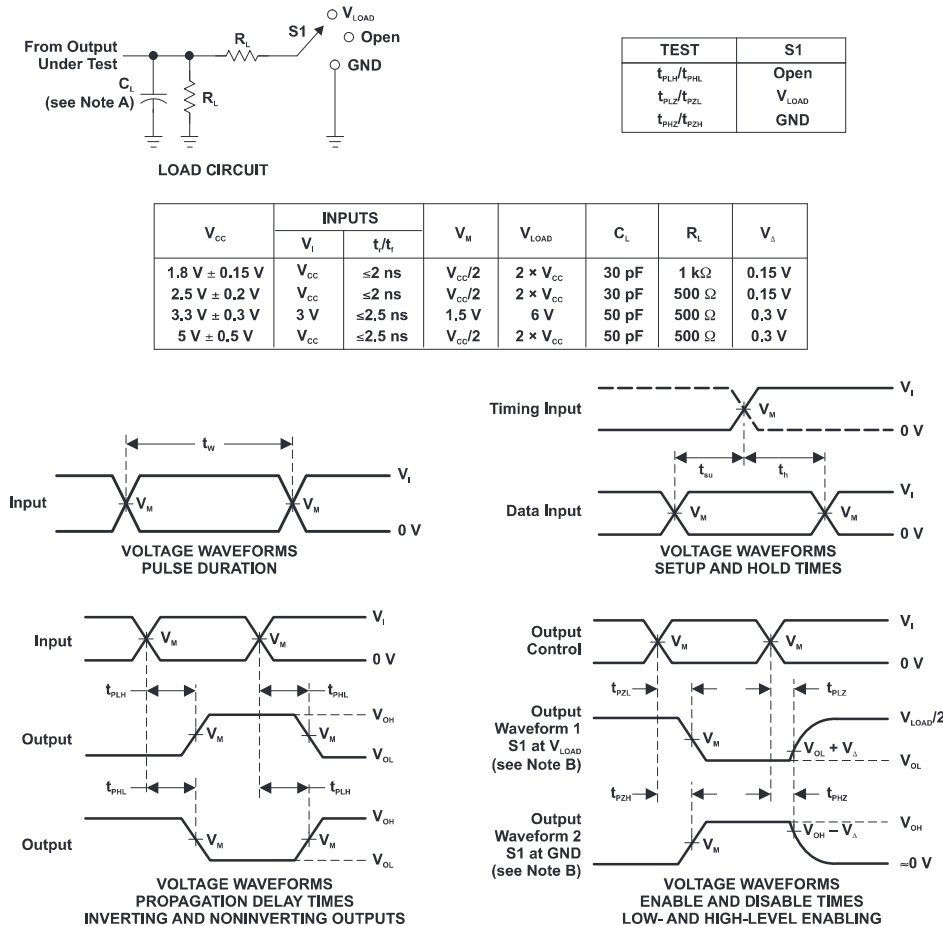 V_LOAD
S1
Open
R_L
From Output
Under Test
GND
C_L
(see Note A)
R_L
LOAD CIRCUIT
TEST S1
t_PLH/t_PHL Open
t_PLZ/t_PZL V_LOAD
t_PHZ/t_PZH GND
V_CC INPUTS V_M V_LOAD C_L R_L V_Δ
V_I t_r/t_f
1.8 V ± 0.15 V V_CC ≤2 ns V_CC/2 2 × V_CC 30 pF 1 kΩ 0.15 V
2.5 V ± 0.2 V V_CC ≤2 ns V_CC/2 2 × V_CC 30 pF 500 Ω 0.15 V
3.3 V ± 0.3 V 3 V ≤2.5 ns 1.5 V 6 V 50 pF 500 Ω 0.3 V
5 V ± 0.5 V V_CC ≤2.5 ns V_CC/2 2 × V_CC 50 pF 500 Ω 0.3 V
t_W
V_I
Input
V_M V_M
0 V
VOLTAGE WAVEFORMS
PULSE DURATION
V_I
Timing Input
V_M
0 V
t_su t_h
V_I
Data Input
V_M V_M
0 V
VOLTAGE WAVEFORMS
SETUP AND HOLD TIMES
V_I
Input
V_M V_M
0 V
t_PLH t_PHL
V_OH
Output
V_M V_M
V_OL
t_PHL t_PLH
V_OH
Output
V_M V_M
V_OL
VOLTAGE WAVEFORMS
PROPAGATION DELAY TIMES
INVERTING AND NONINVERTING OUTPUTS
V_I
Output
Control
V_M V_M
0 V
t_PZL t_PLZ
Output
Waveform 1
S1 at V_LOAD
(see Note B)
V_LOAD/2
V_M
V_OL + V_Δ
V_OL
t_PZH t_PHZ
Output
Waveform 2
S1 at GND
(see Note B)
V_OH
V_M
V_OH − V_Δ
≈0 V
VOLTAGE WAVEFORMS
ENABLE AND DISABLE TIMES
LOW- AND HIGH-LEVEL ENABLING